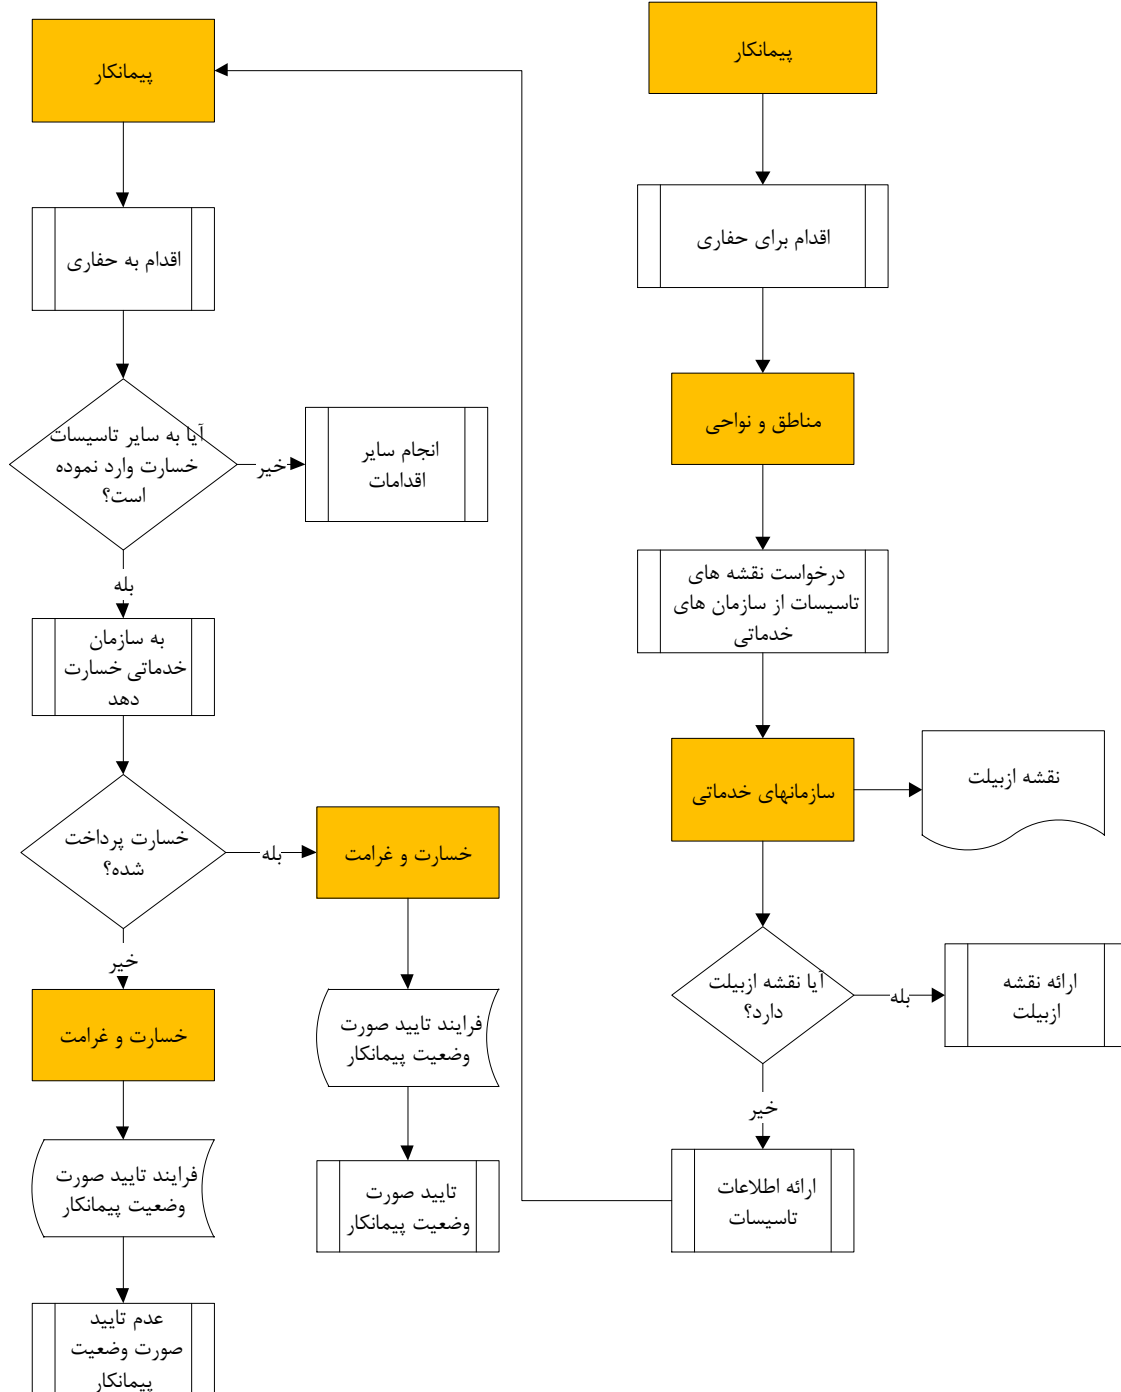 پیمانکار
اقدام برای حفاری
مناطق و نواحی
درخواست نقشه های
تاسیسات از سازمان های
خدماتی
سازمانهای خدماتی
نقشه ازبیلت
آیا نقشه ازبیلت
دارد؟
بله
ارائه نقشه
ازبیلت
خیر
ارائه اطلاعات
تاسیسات
پیمانکار
اقدام به حفاری
آیا به سایر تاسیسات
خسارت وارد نموده
است؟
خیر
انجام سایر
اقدامات
بله
به سازمان
خدماتی خسارت
دهد
خسارت پرداخت
شده؟
بله
خسارت و غرامت
فرایند تایید صورت
وضعیت پیمانکار
تایید صورت
وضعیت پیمانکار
خیر
خسارت و غرامت
فرایند تایید صورت
وضعیت پیمانکار
عدم تایید
صورت وضعیت
پیمانکار